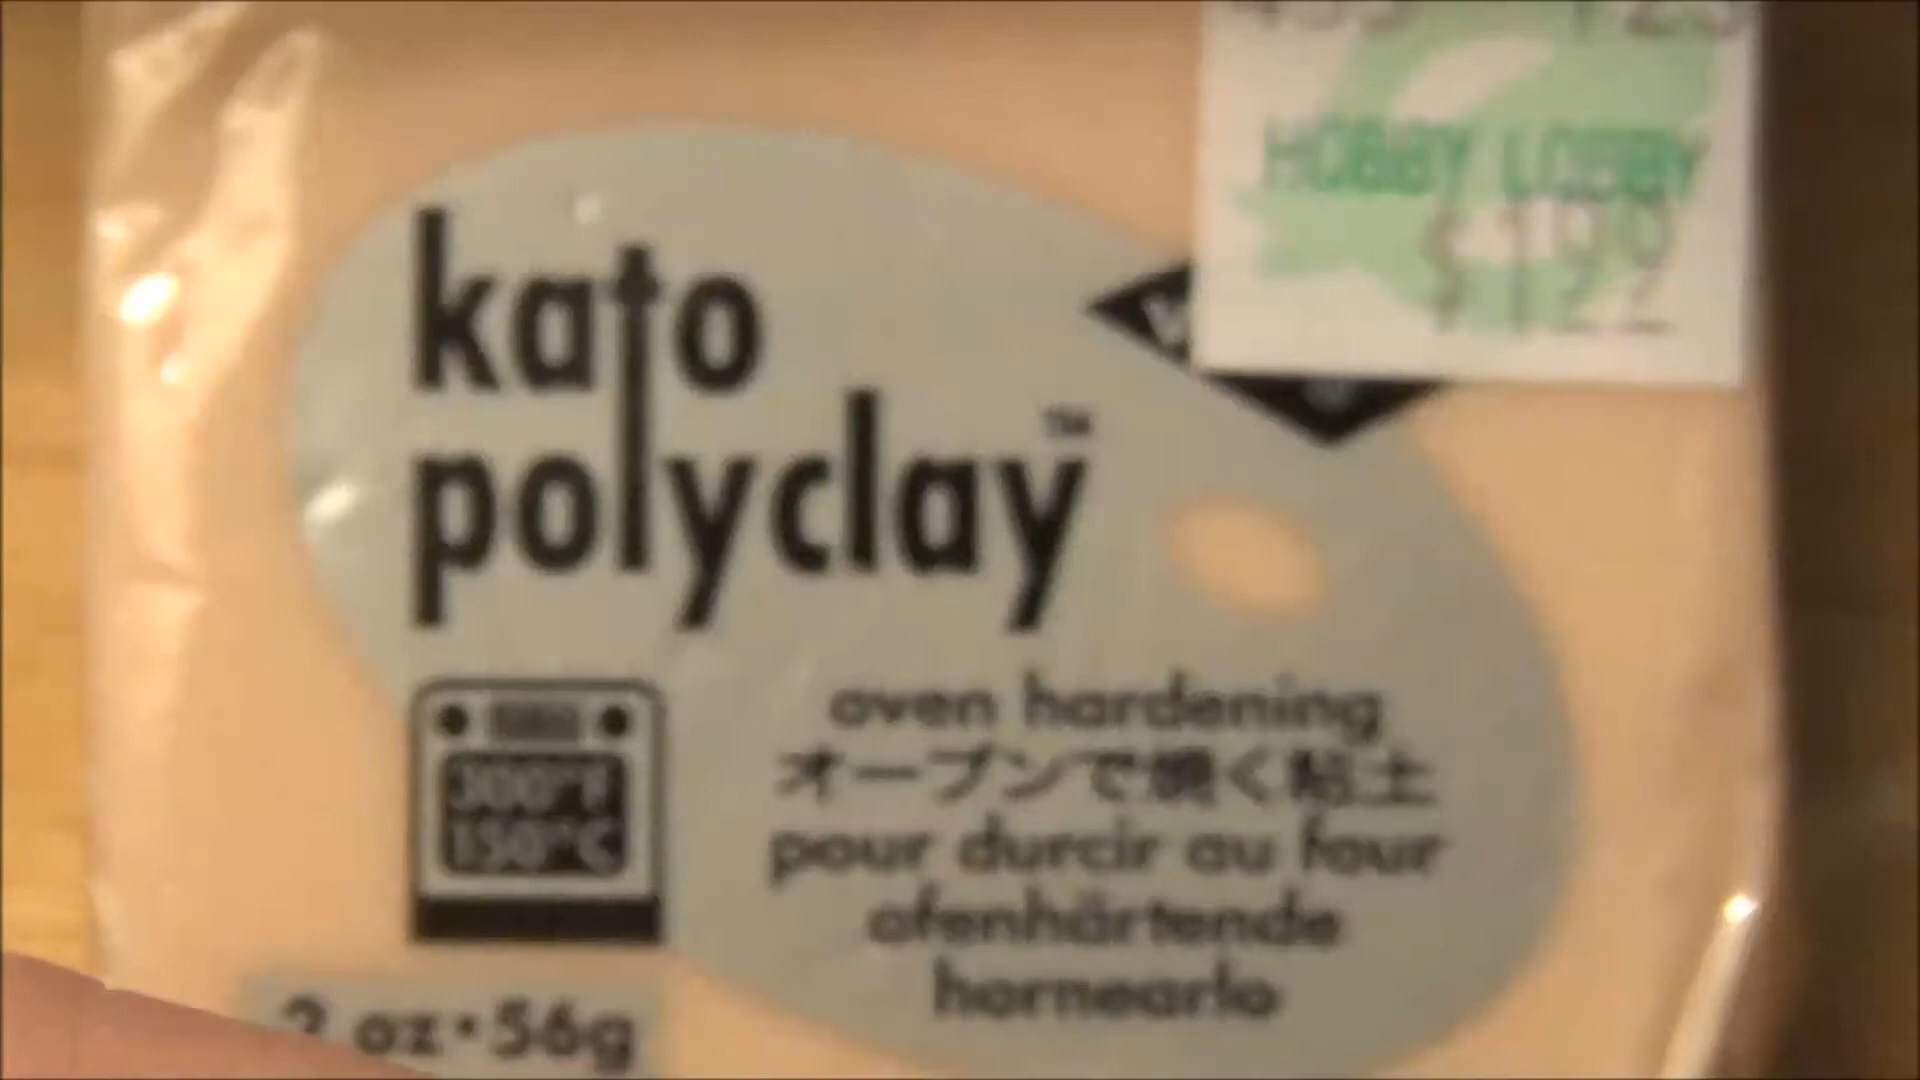 HOBBY LOBBY
kato
polyclay™
oven hardening
オーブンで焼く粘土
300°F
150°C
pour durcir au four
ofenhärtende
hornearlo
2 oz·56g